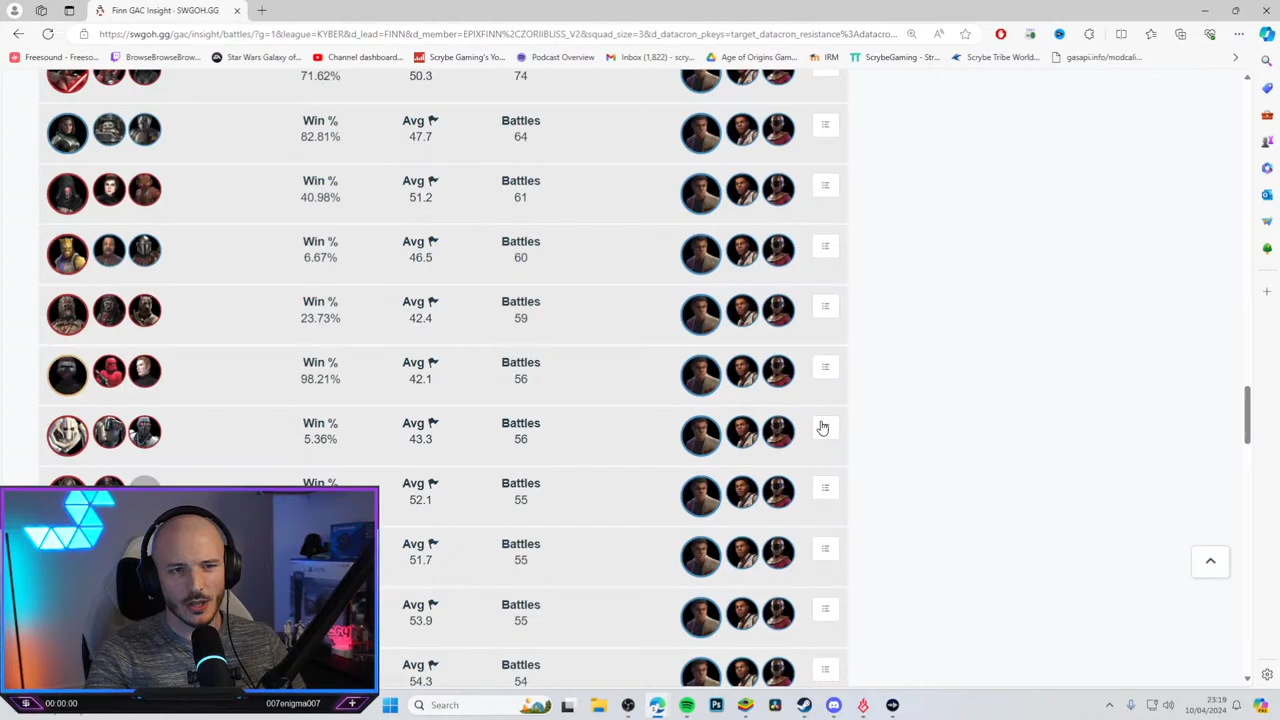 Finn GAC Insight - SWGOH.GG
https://swgoh.gg/gac/insight/battles/?g=1&league=KYBER&d_lead=FINN&d_member=EPIXFINN%2CZORIIBLISS_V2&squad_size=3&d_datacron_pkeys=target_datacron_resistance%3Adatacro...
Freesound - Freeso...
BrowseBrowseBrow...
Star Wars Galaxy of...
Channel dashboard...
Scrybe Gaming's Yo...
Podcast Overview
Inbox (1,822) - scry...
Age of Origins Gam...
IRM
ScrybeGaming - Str...
Scrybe Tribe World...
gasapi.info/modcali...
71.62% 50.3 74
Win % Avg Battles
82.81% 47.7 64
Win % Avg Battles
40.98% 51.2 61
Win % Avg Battles
6.67% 46.5 60
Win % Avg Battles
23.73% 42.4 59
Win % Avg Battles
98.21% 42.1 56
Win % Avg Battles
5.36% 43.3 56
Win % Avg Battles
52.1 55
Avg Battles
51.7 55
Avg Battles
53.9 55
Avg Battles
54.3 54
00:00:00
007enigma007
Search
23:19
10/04/2024